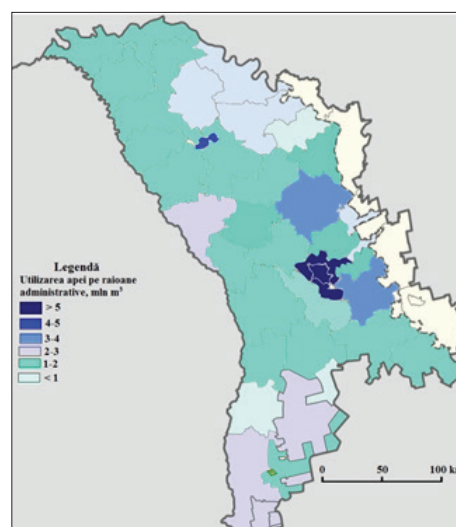 Legendă
Utilizarea apei pe raioane
administrative, mln m³
> 5
4-5
3-4
2-3
1-2
< 1
0 50 100 k